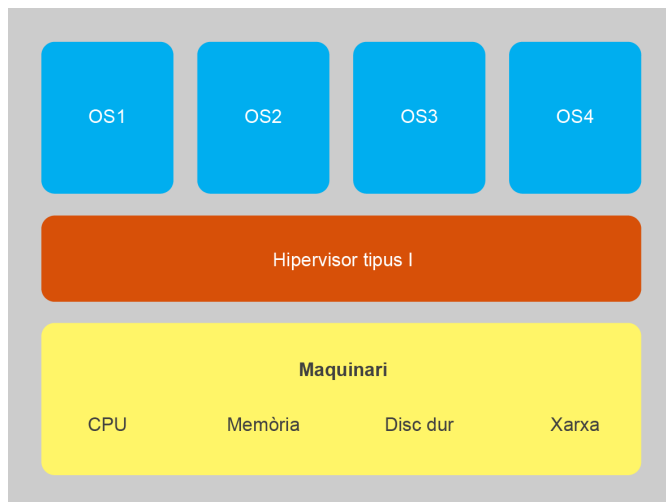 OS1 OS2 OS3 OS4
Hipervisor tipus I
Maquinari
CPU Memòria Disc dur Xarxa